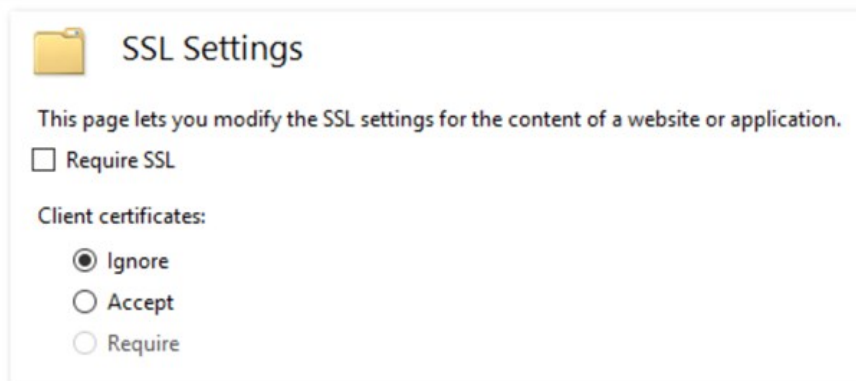 SSL Settings
This page lets you modify the SSL settings for the content of a website or application.
Require SSL
Client certificates:
Ignore
Accept
Require